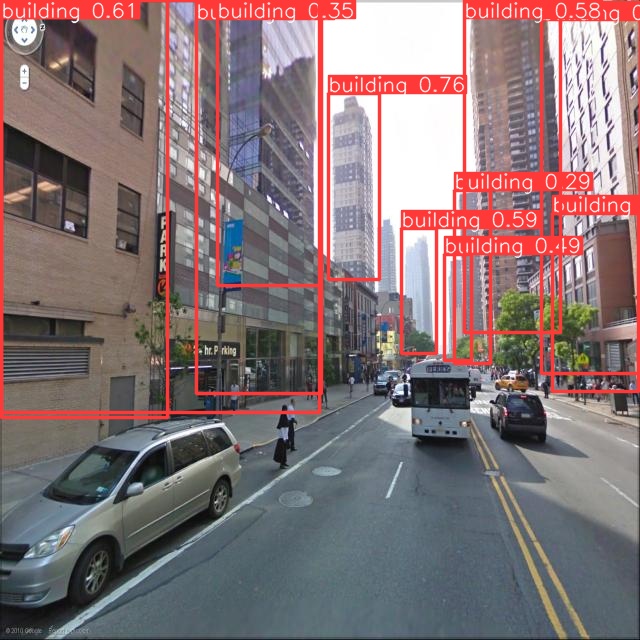 building 0.61
building 0.35
building 0.58
building 0.76
building 0.29
building
building 0.59
building 0.49
PARK
hr. Parking
© 2010 Google